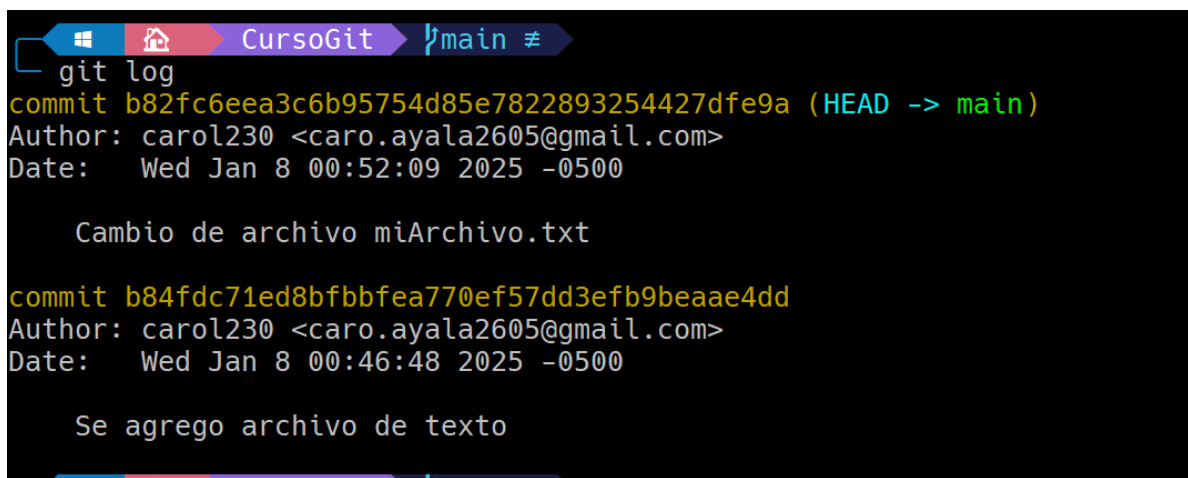 CursoGit main ≢
git log
commit b82fc6eea3c6b95754d85e7822893254427dfe9a (HEAD -> main)
Author: carol230 <caro.ayala2605@gmail.com>
Date:   Wed Jan 8 00:52:09 2025 -0500
Cambio de archivo miArchivo.txt
commit b84fdc71ed8bfbbfea770ef57dd3efb9beaae4dd
Author: carol230 <caro.ayala2605@gmail.com>
Date:   Wed Jan 8 00:46:48 2025 -0500
Se agrego archivo de texto